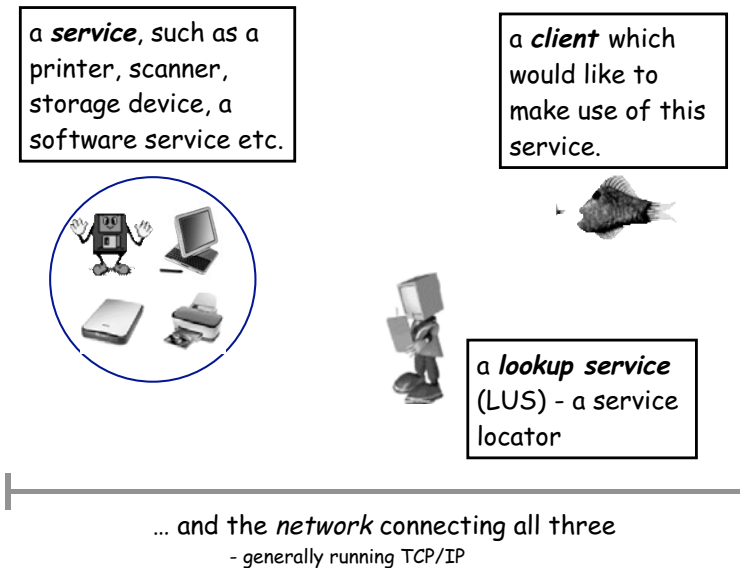 a service, such as a
printer, scanner,
storage device, a
software service etc.
a client which
would like to
make use of this
service.
a lookup service
(LUS) - a service
locator
… and the network connecting all three
- generally running TCP/IP